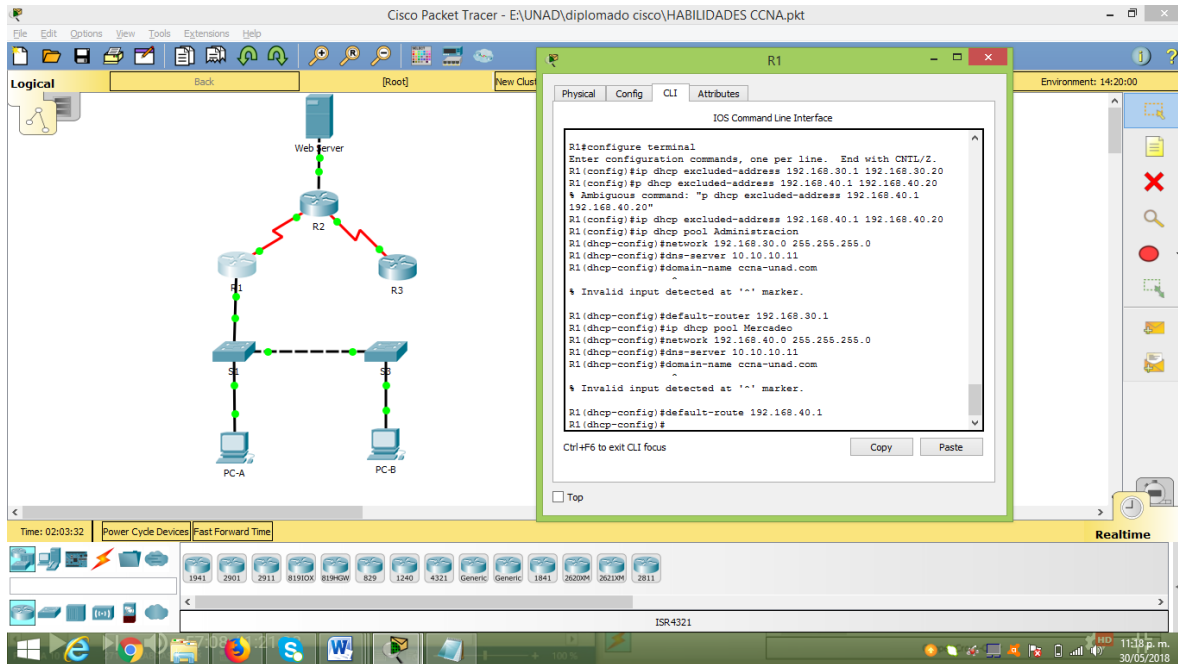 Cisco Packet Tracer - E:\UNAD\diplomado cisco\HABILIDADES CCNA.pkt
File Edit Options View Tools Extensions Help
Logical
Back
[Root]
New Clust
Environment: 14:20:00
Web Server
R2
R1
R3
S1
S3
PC-A
PC-B
R1
Physical Config CLI Attributes
IOS Command Line Interface
R1#configure terminal
Enter configuration commands, one per line. End with CNTL/Z.
R1(config)#ip dhcp excluded-address 192.168.30.1 192.168.30.20
R1(config)#p dhcp excluded-address 192.168.40.1 192.168.40.20
% Ambiguous command: "p dhcp excluded-address 192.168.40.1
192.168.40.20"
R1(config)#ip dhcp excluded-address 192.168.40.1 192.168.40.20
R1(config)#ip dhcp pool Administracion
R1(dhcp-config)#network 192.168.30.0 255.255.255.0
R1(dhcp-config)#dns-server 10.10.10.11
R1(dhcp-config)#domain-name ccna-unad.com
^
% Invalid input detected at '^' marker.
R1(dhcp-config)#default-router 192.168.30.1
R1(dhcp-config)#ip dhcp pool Mercadeo
R1(dhcp-config)#network 192.168.40.0 255.255.255.0
R1(dhcp-config)#dns-server 10.10.10.11
R1(dhcp-config)#domain-name ccna-unad.com
^
% Invalid input detected at '^' marker.
R1(dhcp-config)#default-route 192.168.40.1
R1(dhcp-config)#
Ctrl+F6 to exit CLI focus
Copy
Paste
Top
Time: 02:03:32
Power Cycle Devices
Fast Forward Time
Realtime
1941 2901 2911 819IOX 819HGW 829 1240 4321 Generic Generic 1841 2620XM 2621XM 2811
ISR4321
100 %
HD
11:18 p. m.
30/05/2018